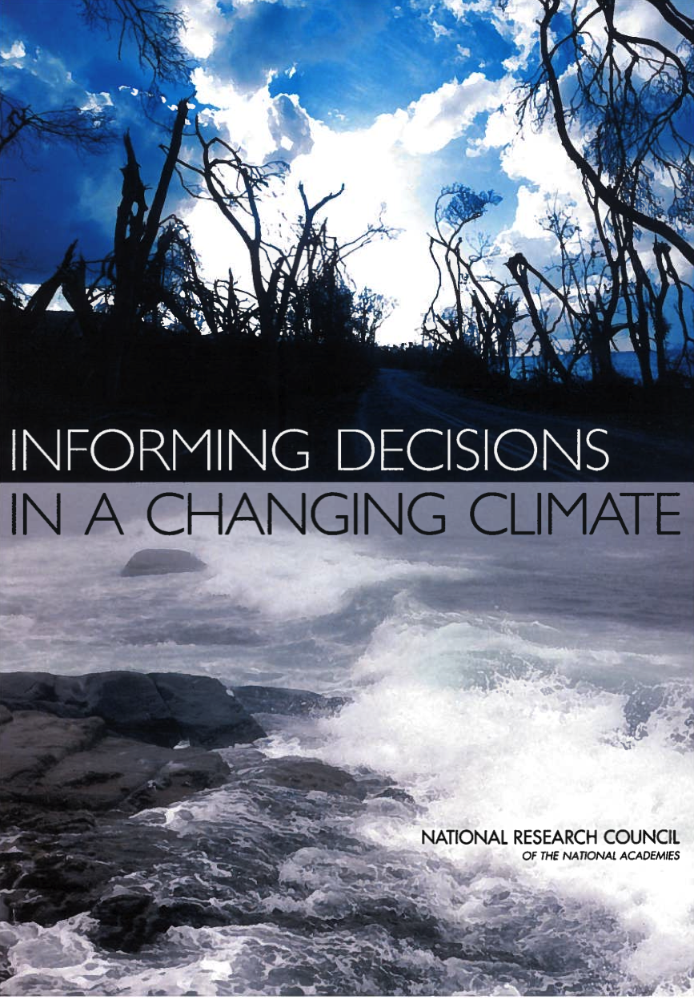 INFORMING DECISIONS
IN A CHANGING CLIMATE
NATIONAL RESEARCH COUNCIL
OF THE NATIONAL ACADEMIES